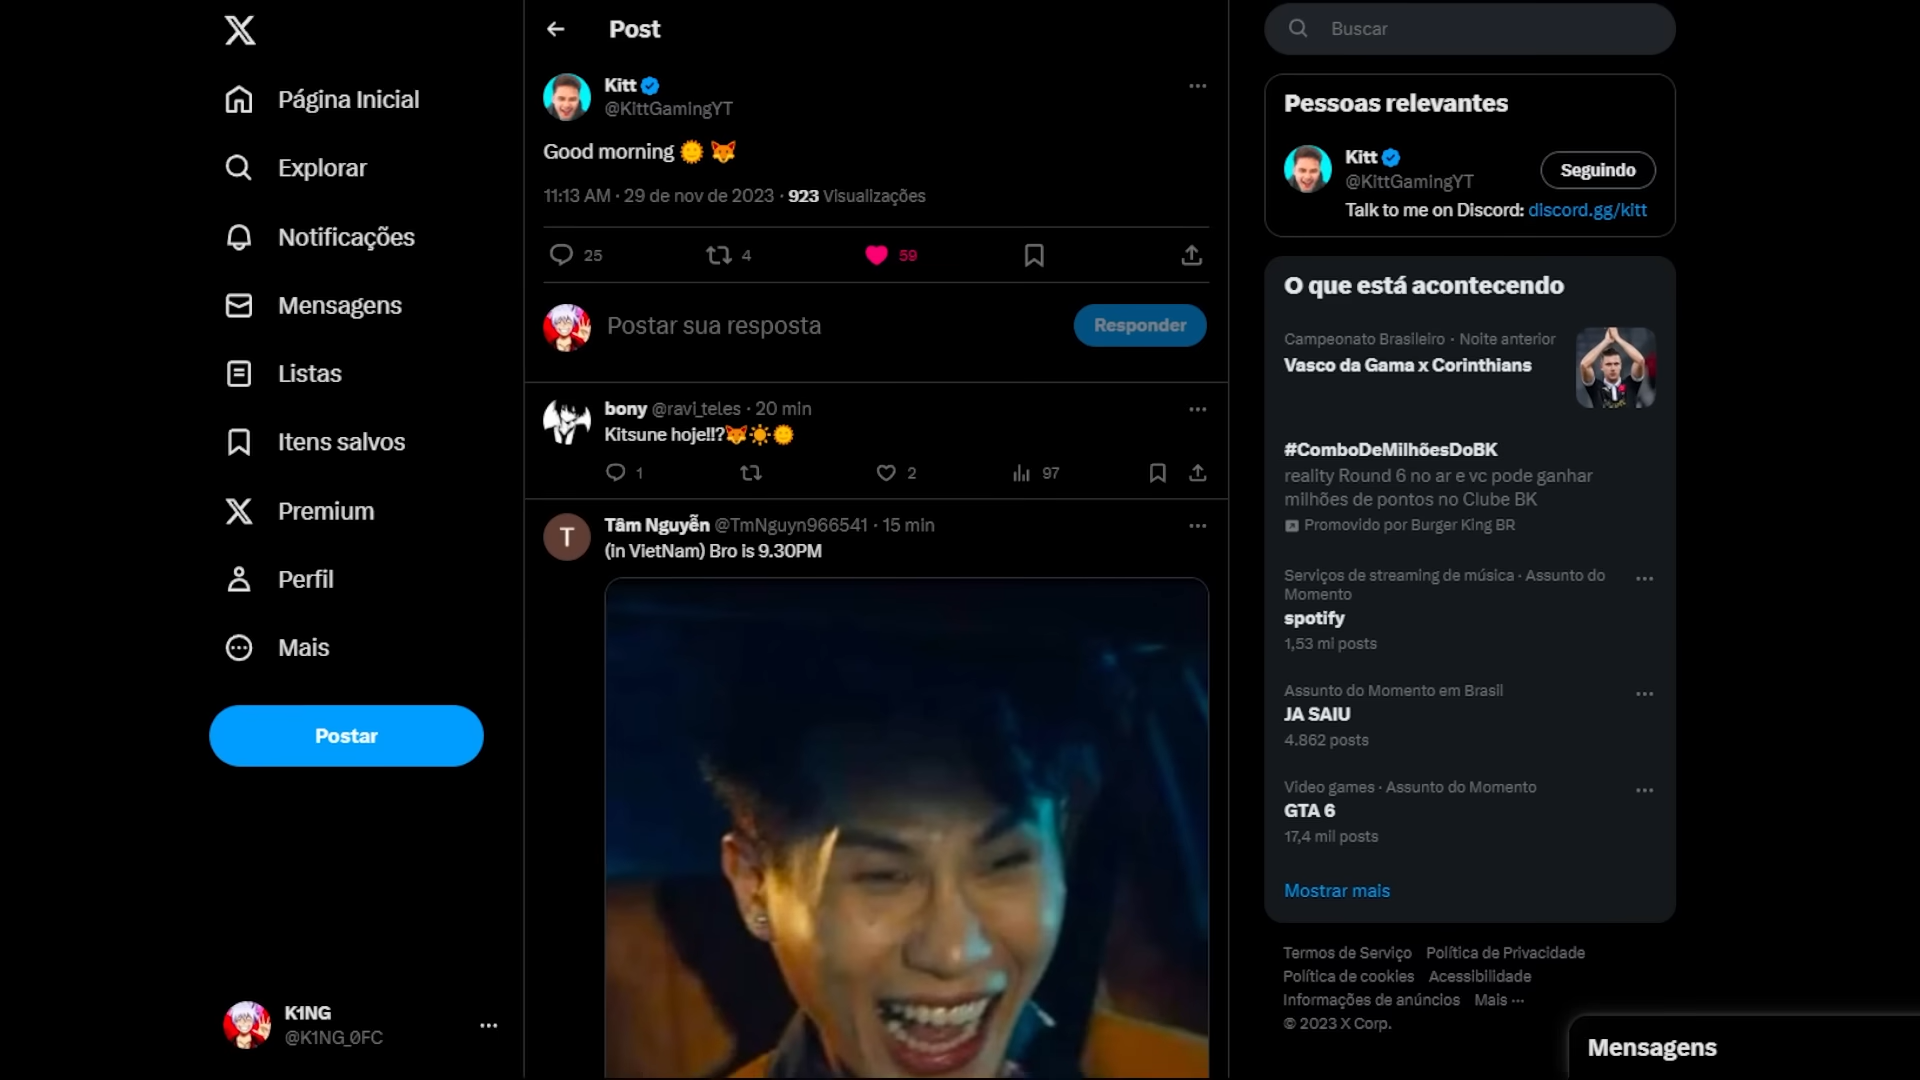 Página Inicial
Explorar
Notificações
Mensagens
Listas
Itens salvos
Premium
Perfil
Mais
Postar
K1NG
@K1NG_0FC
Post
Kitt
@KittGamingYT
Good morning 🌞 🦊
11:13 AM · 29 de nov de 2023 · 923 Visualizações
25 4 59
Postar sua resposta
Responder
bony @ravi_teles · 20 min
Kitsune hoje!!?🦊☀️🌞
1 2 97
T
Tâm Nguyễn @TmNguyn966541 · 15 min
(in VietNam) Bro is 9.30PM
Buscar
Pessoas relevantes
Kitt
@KittGamingYT
Seguindo
Talk to me on Discord: discord.gg/kitt
O que está acontecendo
Campeonato Brasileiro · Noite anterior
Vasco da Gama x Corinthians
#ComboDeMilhõesDoBK
reality Round 6 no ar e vc pode ganhar
milhões de pontos no Clube BK
Promovido por Burger King BR
Serviços de streaming de música · Assunto do
Momento
spotify
1,53 mi posts
Assunto do Momento em Brasil
JA SAIU
4.862 posts
Video games · Assunto do Momento
GTA 6
17,4 mil posts
Mostrar mais
Termos de Serviço Política de Privacidade
Política de cookies Acessibilidade
Informações de anúncios Mais ···
© 2023 X Corp.
Mensagens